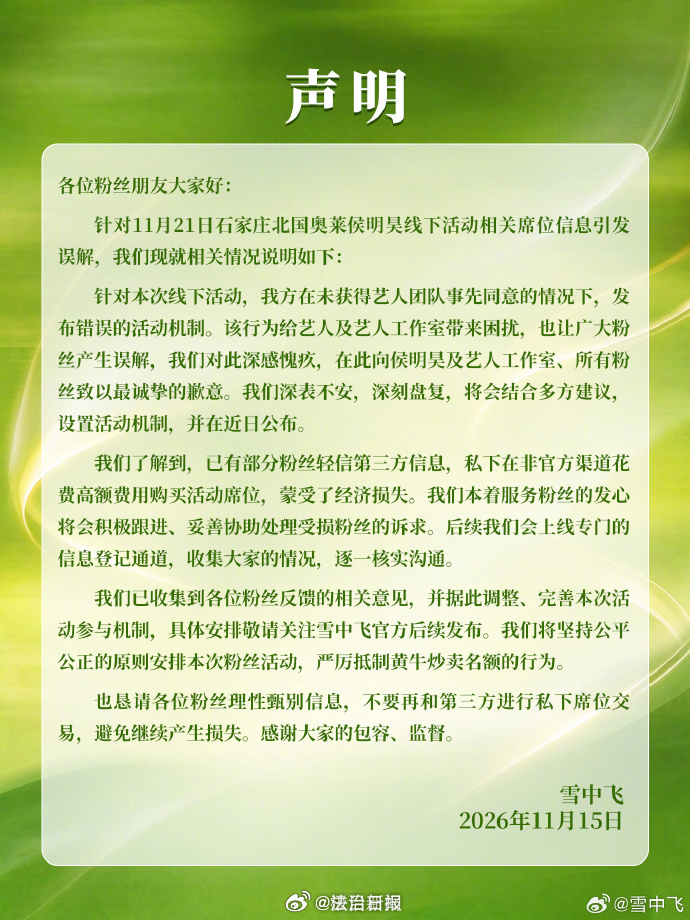 声明
各位粉丝朋友大家好：
针对11月21日石家庄北国奥莱侯明昊线下活动相关席位信息引发
误解，我们现就相关情况说明如下：
针对本次线下活动，我方在未获得艺人团队事先同意的情况下，发
布错误的活动机制。该行为给艺人及艺人工作室带来困扰，也让广大粉
丝产生误解，我们对此深感愧疚，在此向侯明昊及艺人工作室、所有粉
丝致以最诚挚的歉意。我们深表不安，深刻盘复，将会结合多方建议，
设置活动机制，并在近日公布。
我们了解到，已有部分粉丝轻信第三方信息，私下在非官方渠道花
费高额费用购买活动席位，蒙受了经济损失。我们本着服务粉丝的发心
将会积极跟进、妥善协助处理受损粉丝的诉求。后续我们会上线专门的
信息登记通道，收集大家的情况，逐一核实沟通。
我们已收集到各位粉丝反馈的相关意见，并据此调整、完善本次活
动参与机制，具体安排敬请关注雪中飞官方后续发布。我们将坚持公平
公正的原则安排本次粉丝活动，严厉抵制黄牛炒卖名额的行为。
也恳请各位粉丝理性甄别信息，不要再和第三方进行私下席位交
易，避免继续产生损失。感谢大家的包容、监督。
雪中飞
2026年11月15日
@法治新报
@雪中飞